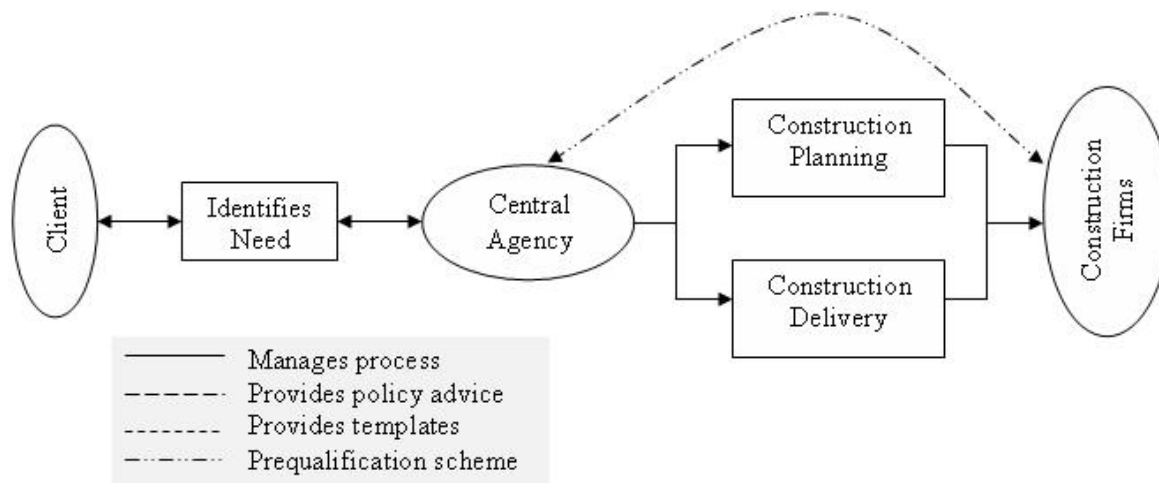 Client
Identifies
Need
Central
Agency
Construction
Planning
Construction
Delivery
Construction
Firms
Manages process
Provides policy advice
Provides templates
Prequalification scheme